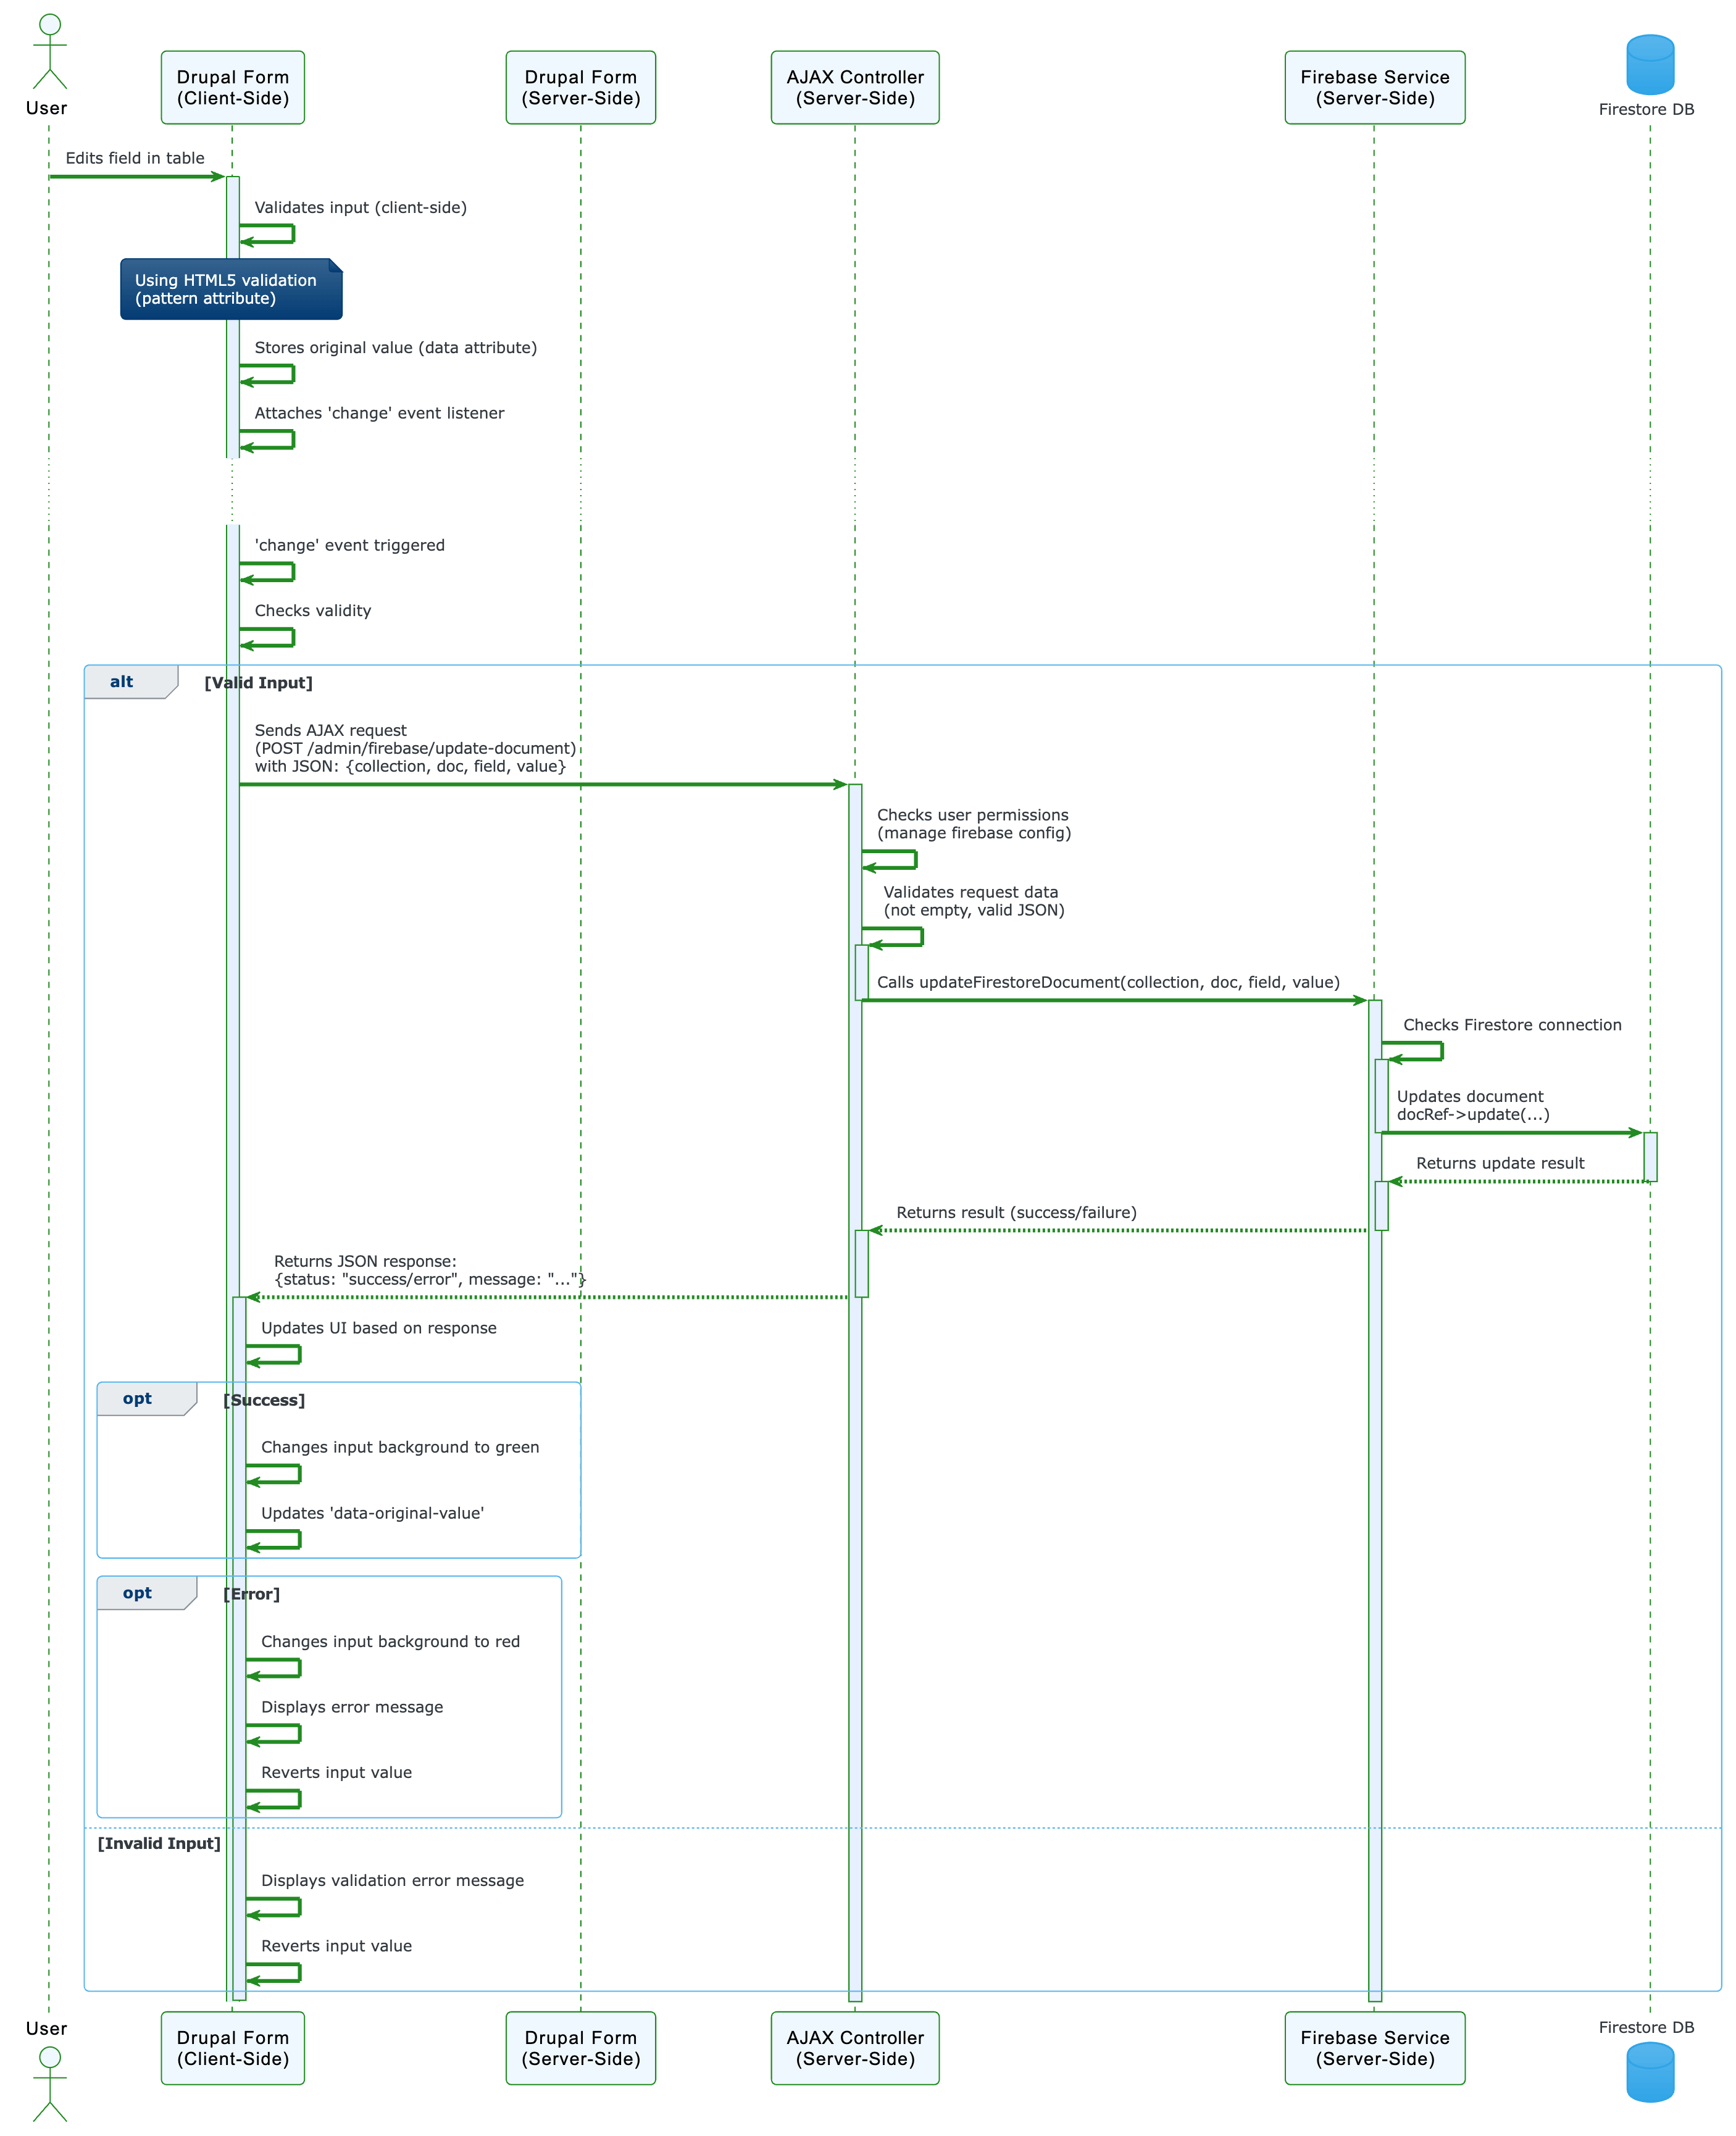 User
Drupal Form
(Client-Side)
Drupal Form
(Server-Side)
AJAX Controller
(Server-Side)
Firebase Service
(Server-Side)
Firestore DB
Edits field in table
Validates input (client-side)
Using HTML5 validation
(pattern attribute)
Stores original value (data attribute)
Attaches 'change' event listener
'change' event triggered
Checks validity
alt
[Valid Input]
Sends AJAX request
(POST /admin/firebase/update-document)
with JSON: {collection, doc, field, value}
Checks user permissions
(manage firebase config)
Validates request data
(not empty, valid JSON)
Calls updateFirestoreDocument(collection, doc, field, value)
Checks Firestore connection
Updates document
docRef->update(...)
Returns update result
Returns result (success/failure)
Returns JSON response:
{status: "success/error", message: "..."}
Updates UI based on response
opt
[Success]
Changes input background to green
Updates 'data-original-value'
opt
[Error]
Changes input background to red
Displays error message
Reverts input value
[Invalid Input]
Displays validation error message
Reverts input value
User
Drupal Form
(Client-Side)
Drupal Form
(Server-Side)
AJAX Controller
(Server-Side)
Firebase Service
(Server-Side)
Firestore DB